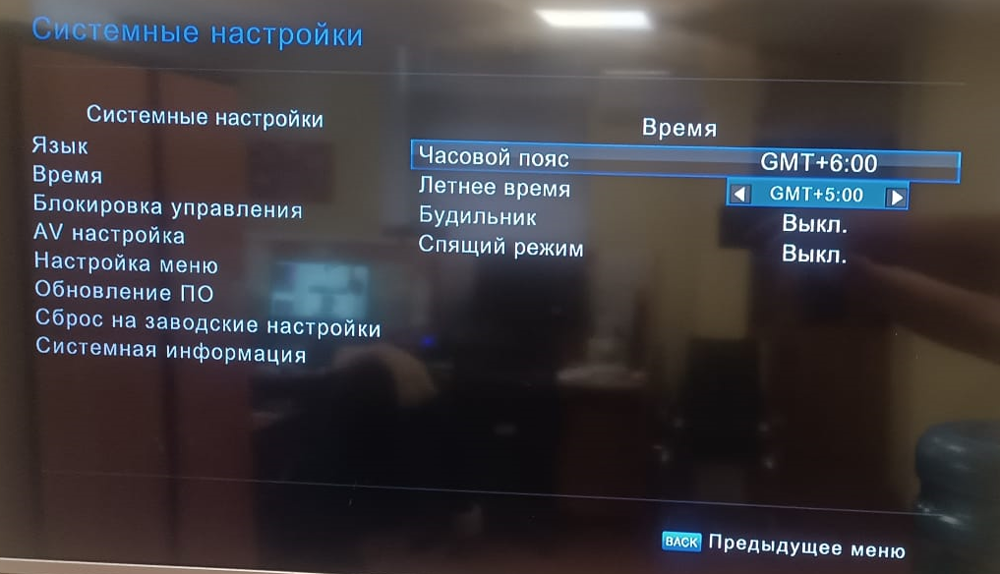 Системные настройки
Системные настройки
Язык
Время
Блокировка управления
AV настройка
Настройка меню
Обновление ПО
Сброс на заводские настройки
Системная информация
Время
Часовой пояс GMT+6:00
Летнее время GMT+5:00
Будильник Выкл.
Спящий режим Выкл.
BACK Предыдущее меню